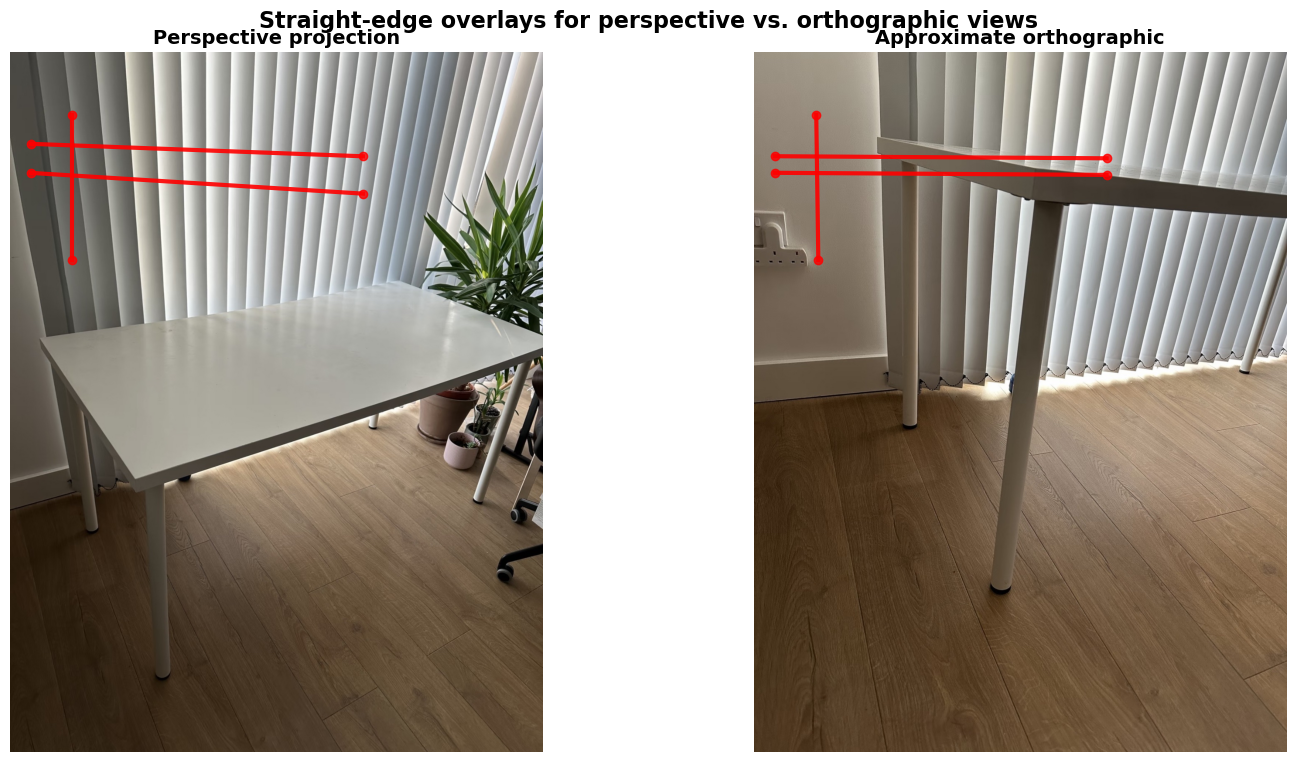 Straight-edge overlays for perspective vs. orthographic views
Perspective projection
Approximate orthographic